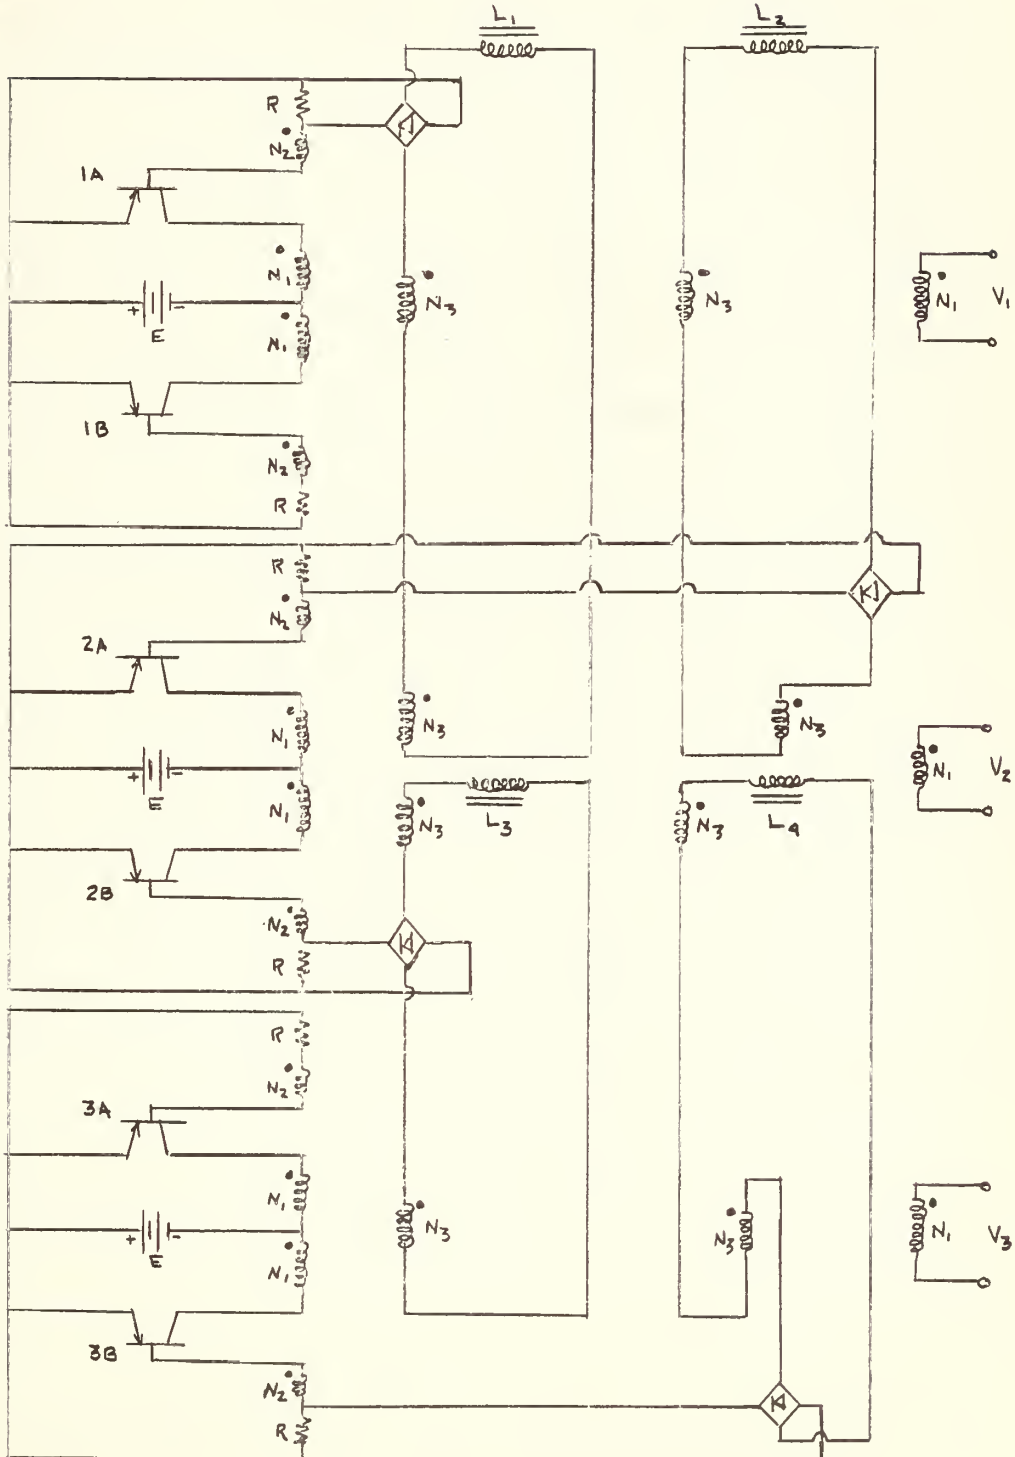 L₁ L₂
R
N₂
1A
N₁
N₃ N₃ N₁ V₁
+ -
E
N₁
1B
N₂
R
R
N₂
2A
N₃ N₃
N₁
+ - N₁ V₂
E
N₁ N₃ L₃ N₃ L₄
2B
N₂
R
R
N₂
3A
N₁
N₃ N₃ N₁ V₃
+ -
E
N₁
3B
N₂
R